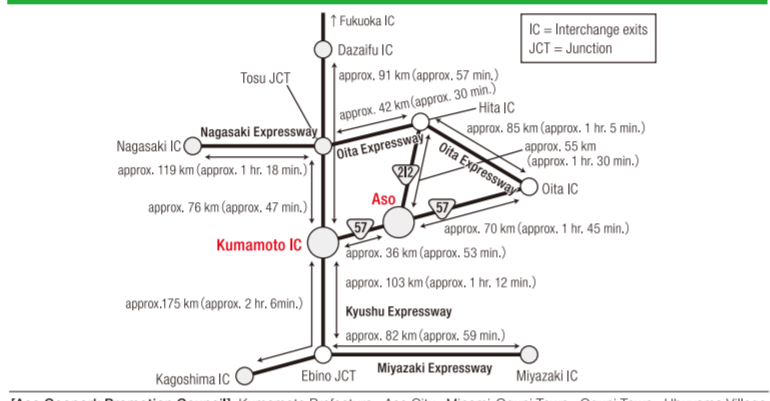 ↑ Fukuoka IC
IC = Interchange exits
JCT = Junction
Dazaifu IC
Tosu JCT
approx. 91 km (approx. 57 min.)
approx. 42 km (approx. 30 min.)
Hita IC
Nagasaki Expressway
Nagasaki IC
Oita Expressway
approx. 85 km (approx. 1 hr. 5 min.)
Oita Expressway
approx. 55 km
(approx. 1 hr. 30 min.)
approx. 119 km (approx. 1 hr. 18 min.)
212
Oita IC
Aso
57
approx. 76 km (approx. 47 min.)
57
approx. 70 km (approx. 1 hr. 45 min.)
Kumamoto IC
approx. 36 km (approx. 53 min.)
approx. 103 km (approx. 1 hr. 12 min.)
approx.175 km (approx. 2 hr. 6min.)
Kyushu Expressway
approx. 82 km (approx. 59 min.)
Miyazaki Expressway
Kagoshima IC
Ebino JCT
Miyazaki IC